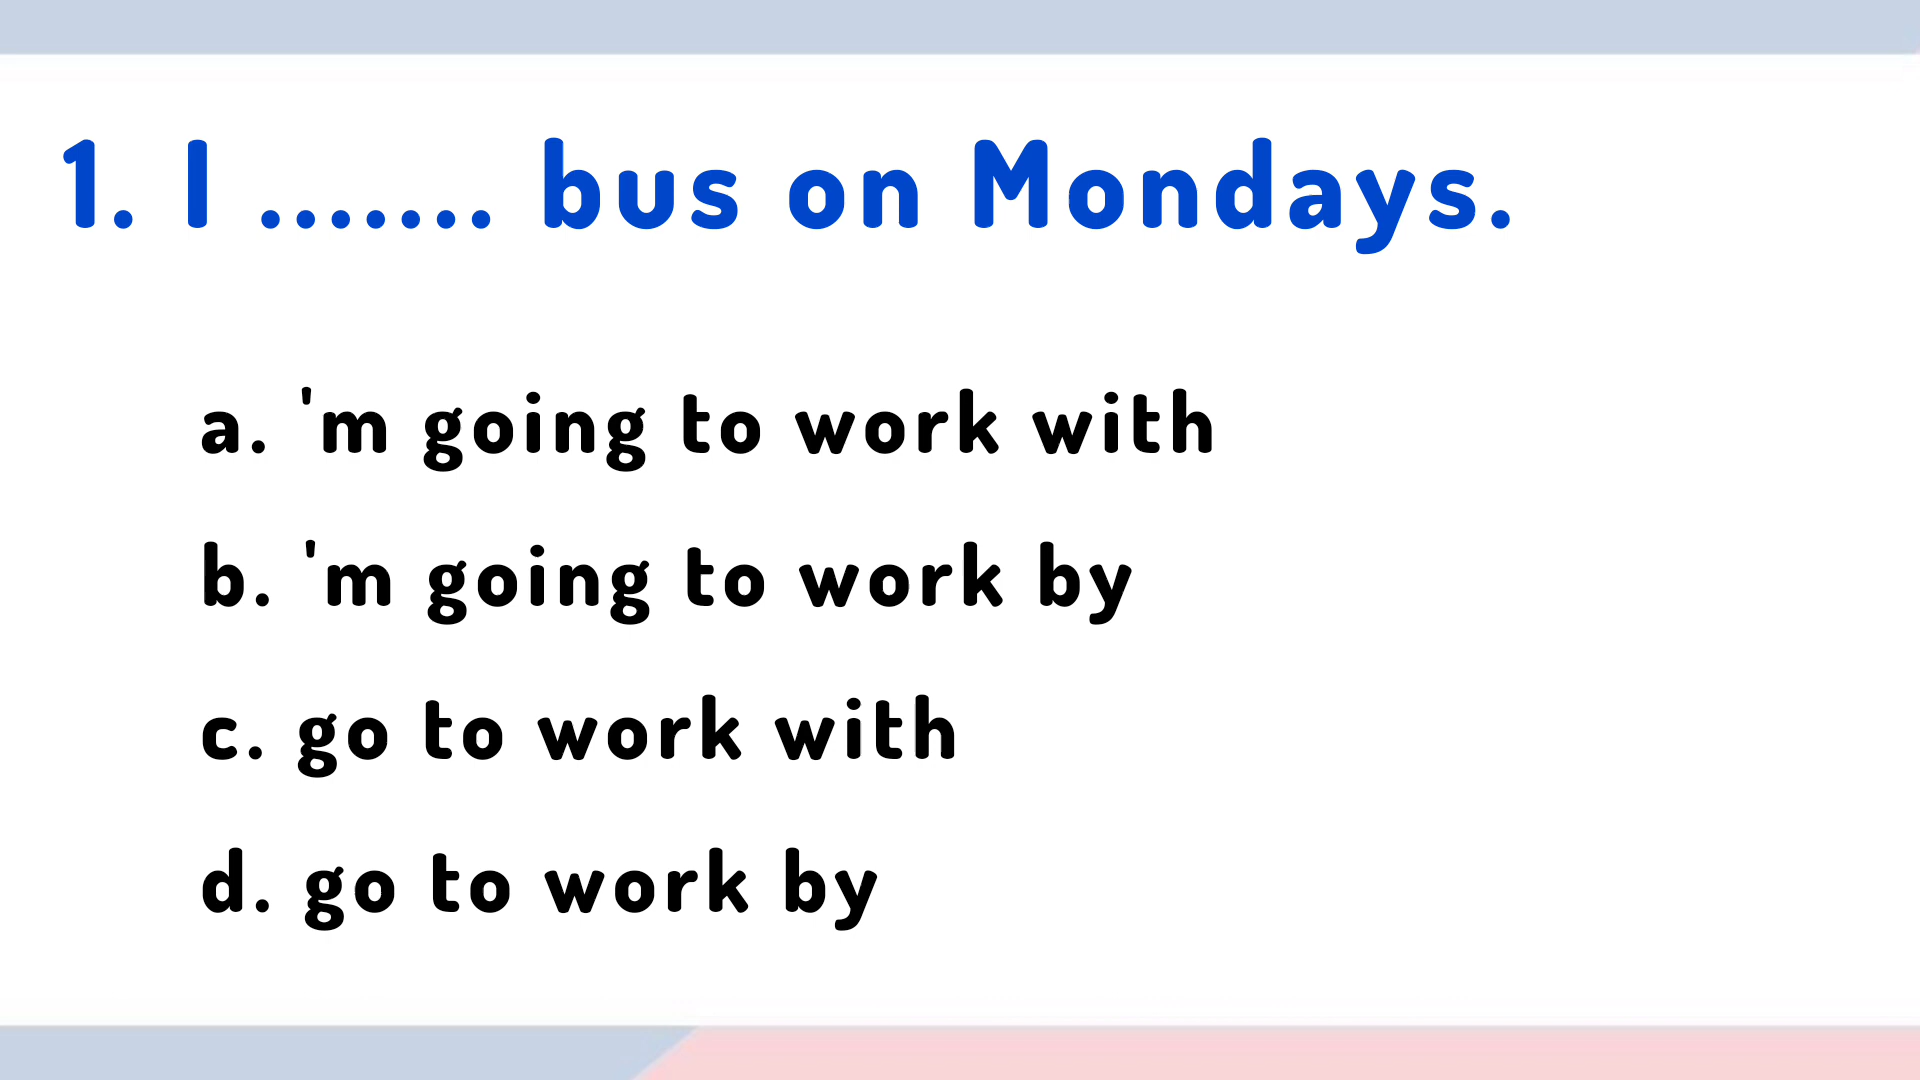 1. I ....... bus on Mondays.
a. 'm going to work with
b. 'm going to work by
c. go to work with
d. go to work by